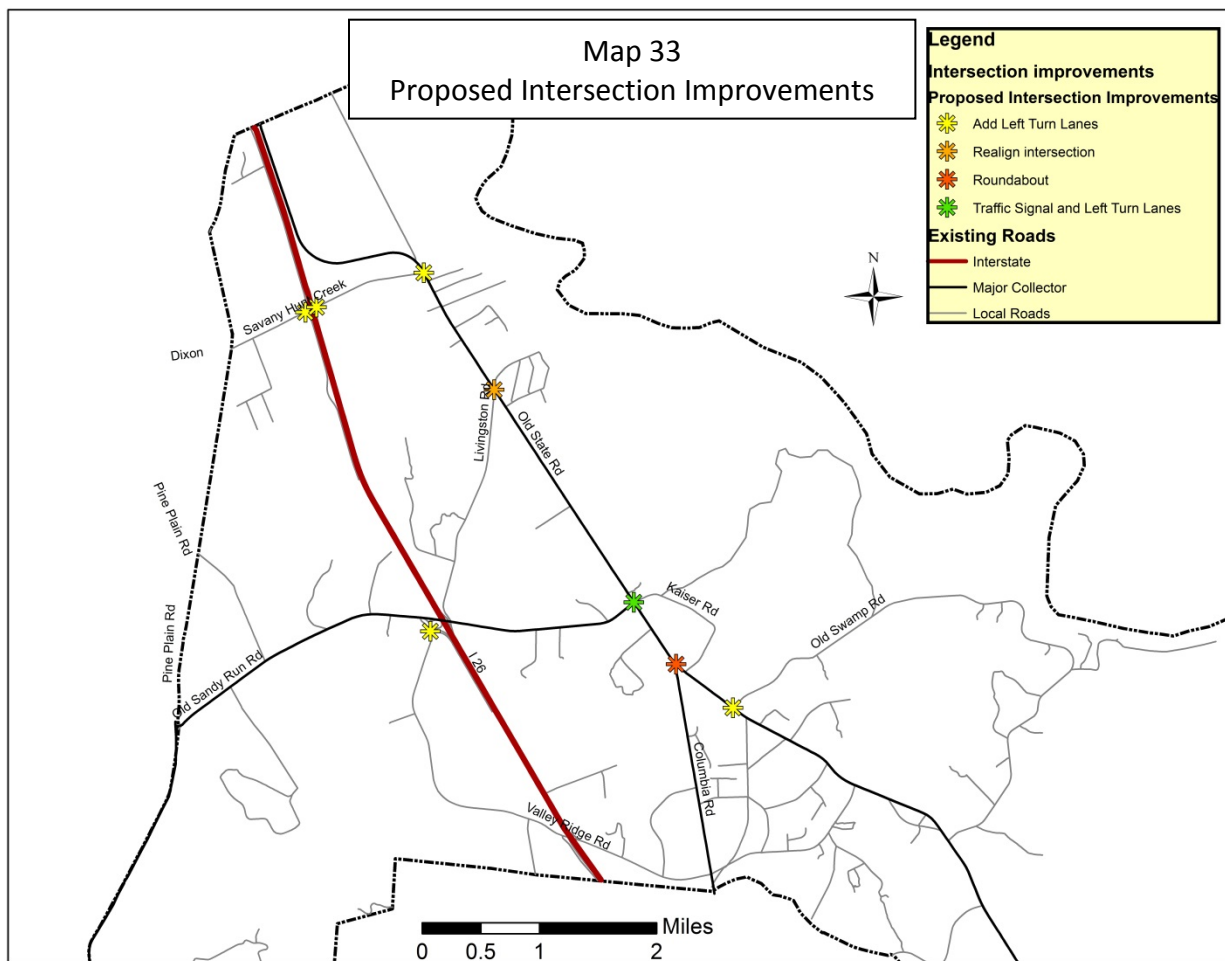 Map 33
Proposed Intersection Improvements
Legend
Intersection improvements
Proposed Intersection Improvements
Add Left Turn Lanes
Realign intersection
Roundabout
Traffic Signal and Left Turn Lanes
Existing Roads
Interstate
Major Collector
Local Roads
N
Savany Hunt Creek
Dixon
Livingston Rd
Old State Rd
Pine Plain Rd
Kaiser Rd
Old Swamp Rd
Pine Plain Rd
Old Sandy Run Rd
I 26
Columbia Rd
Valley Ridge Rd
Miles
0 0.5 1 2